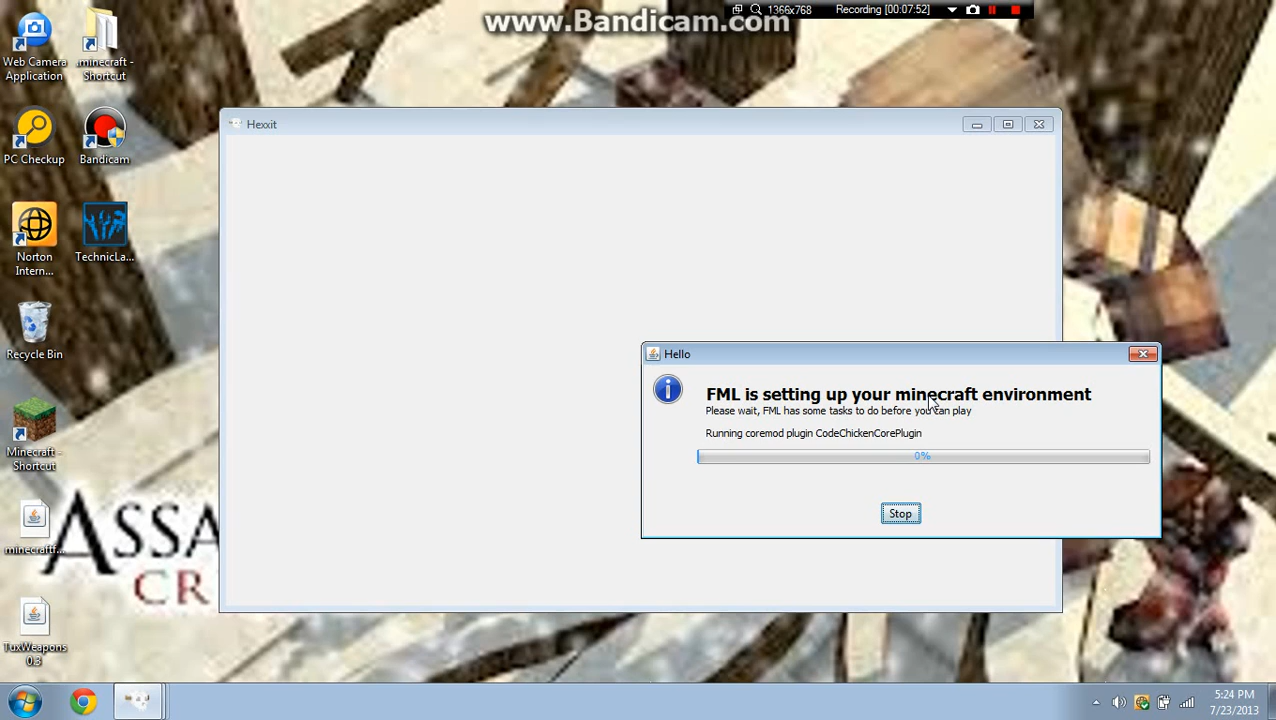 www.Bandicam.com
1366x768
Recording [00:07:52]
Web Camera
Application
.minecraft -
Shortcut
PC Checkup
Bandicam
Norton
Intern...
TechnicLa...
Recycle Bin
Minecraft -
Shortcut
minecraftf...
TuxWeapons
0.3
ASSA
CR
Hexxit
Hello
FML is setting up your minecraft environment
Please wait, FML has some tasks to do before you can play
Running coremod plugin CodeChickenCorePlugin
0%
Stop
5:24 PM
7/23/2013